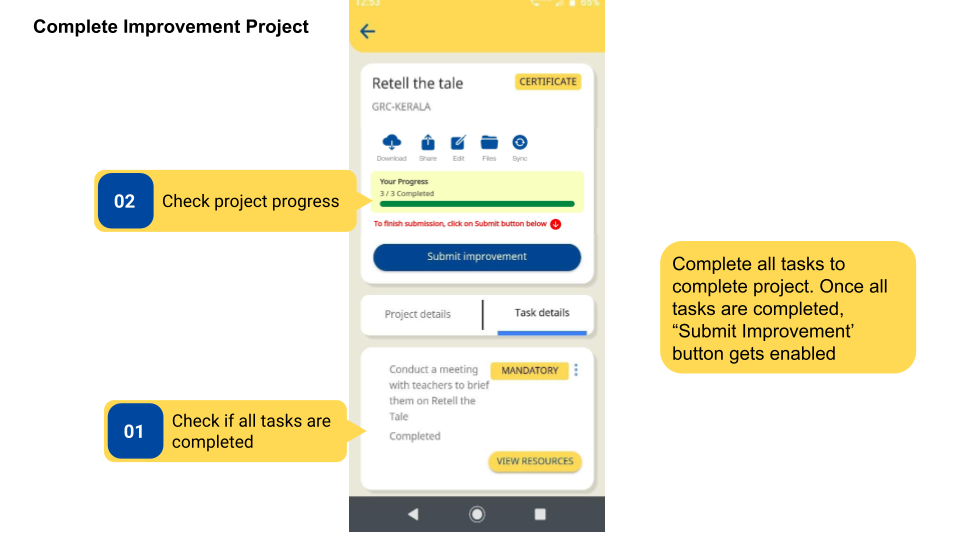 Complete Improvement Project
12:53
65%
Retell the tale
CERTIFICATE
GRC-KERALA
Download
Share
Edit
Files
Sync
Your Progress
3 / 3 Completed
To finish submission, click on Submit button below
Submit improvement
02
Check project progress
Project details
Task details
Conduct a meeting
with teachers to brief
them on Retell the
Tale
MANDATORY
Completed
VIEW RESOURCES
01
Check if all tasks are
completed
Complete all tasks to
complete project. Once all
tasks are completed,
“Submit Improvement’
button gets enabled